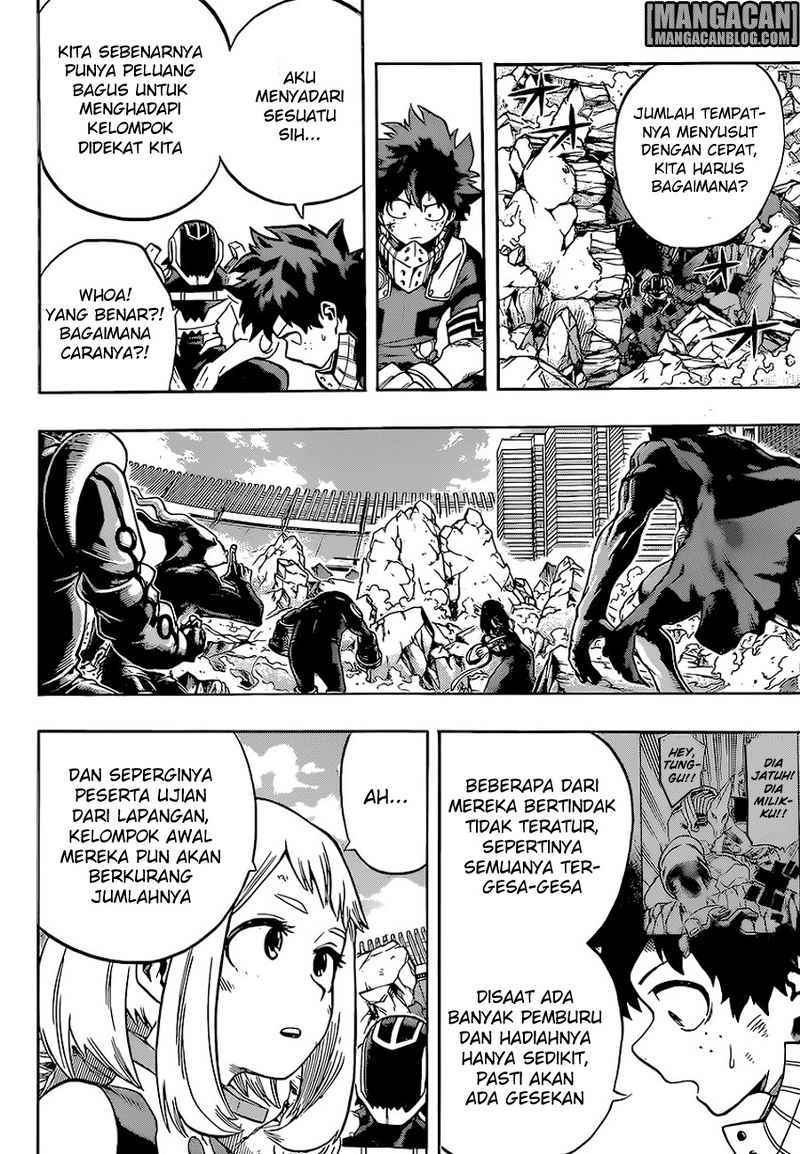 [MANGACAN]
MANGACANBLOG.COM
JUMLAH TEMPAT-
NYA MENYUSUT
DENGAN CEPAT,
KITA HARUS
BAGAIMANA?
AKU
MENYADARI
SESUATU
SIH...
KITA SEBENARNYA
PUNYA PELUANG
BAGUS UNTUK
MENGHADAPI
KELOMPOK
DIDEKAT KITA
WHOA!
YANG BENAR?!
BAGAIMANA
CARANYA?!
DIA
JATUH!
DIA
MILIK-
KU!!
HEY,
TUNG-
GU!!
BEBERAPA DARI
MEREKA BERTINDAK
TIDAK TERATUR,
SEPERTINYA
SEMUANYA TER-
GESA-GESA
DISAAT ADA
BANYAK PEMBURU
DAN HADIAHNYA
HANYA SEDIKIT,
PASTI AKAN
ADA GESEKAN
AH...
DAN SEPERGINYA
PESERTA UJIAN
DARI LAPANGAN,
KELOMPOK AWAL
MEREKA PUN AKAN
BERKURANG
JUMLAHNYA